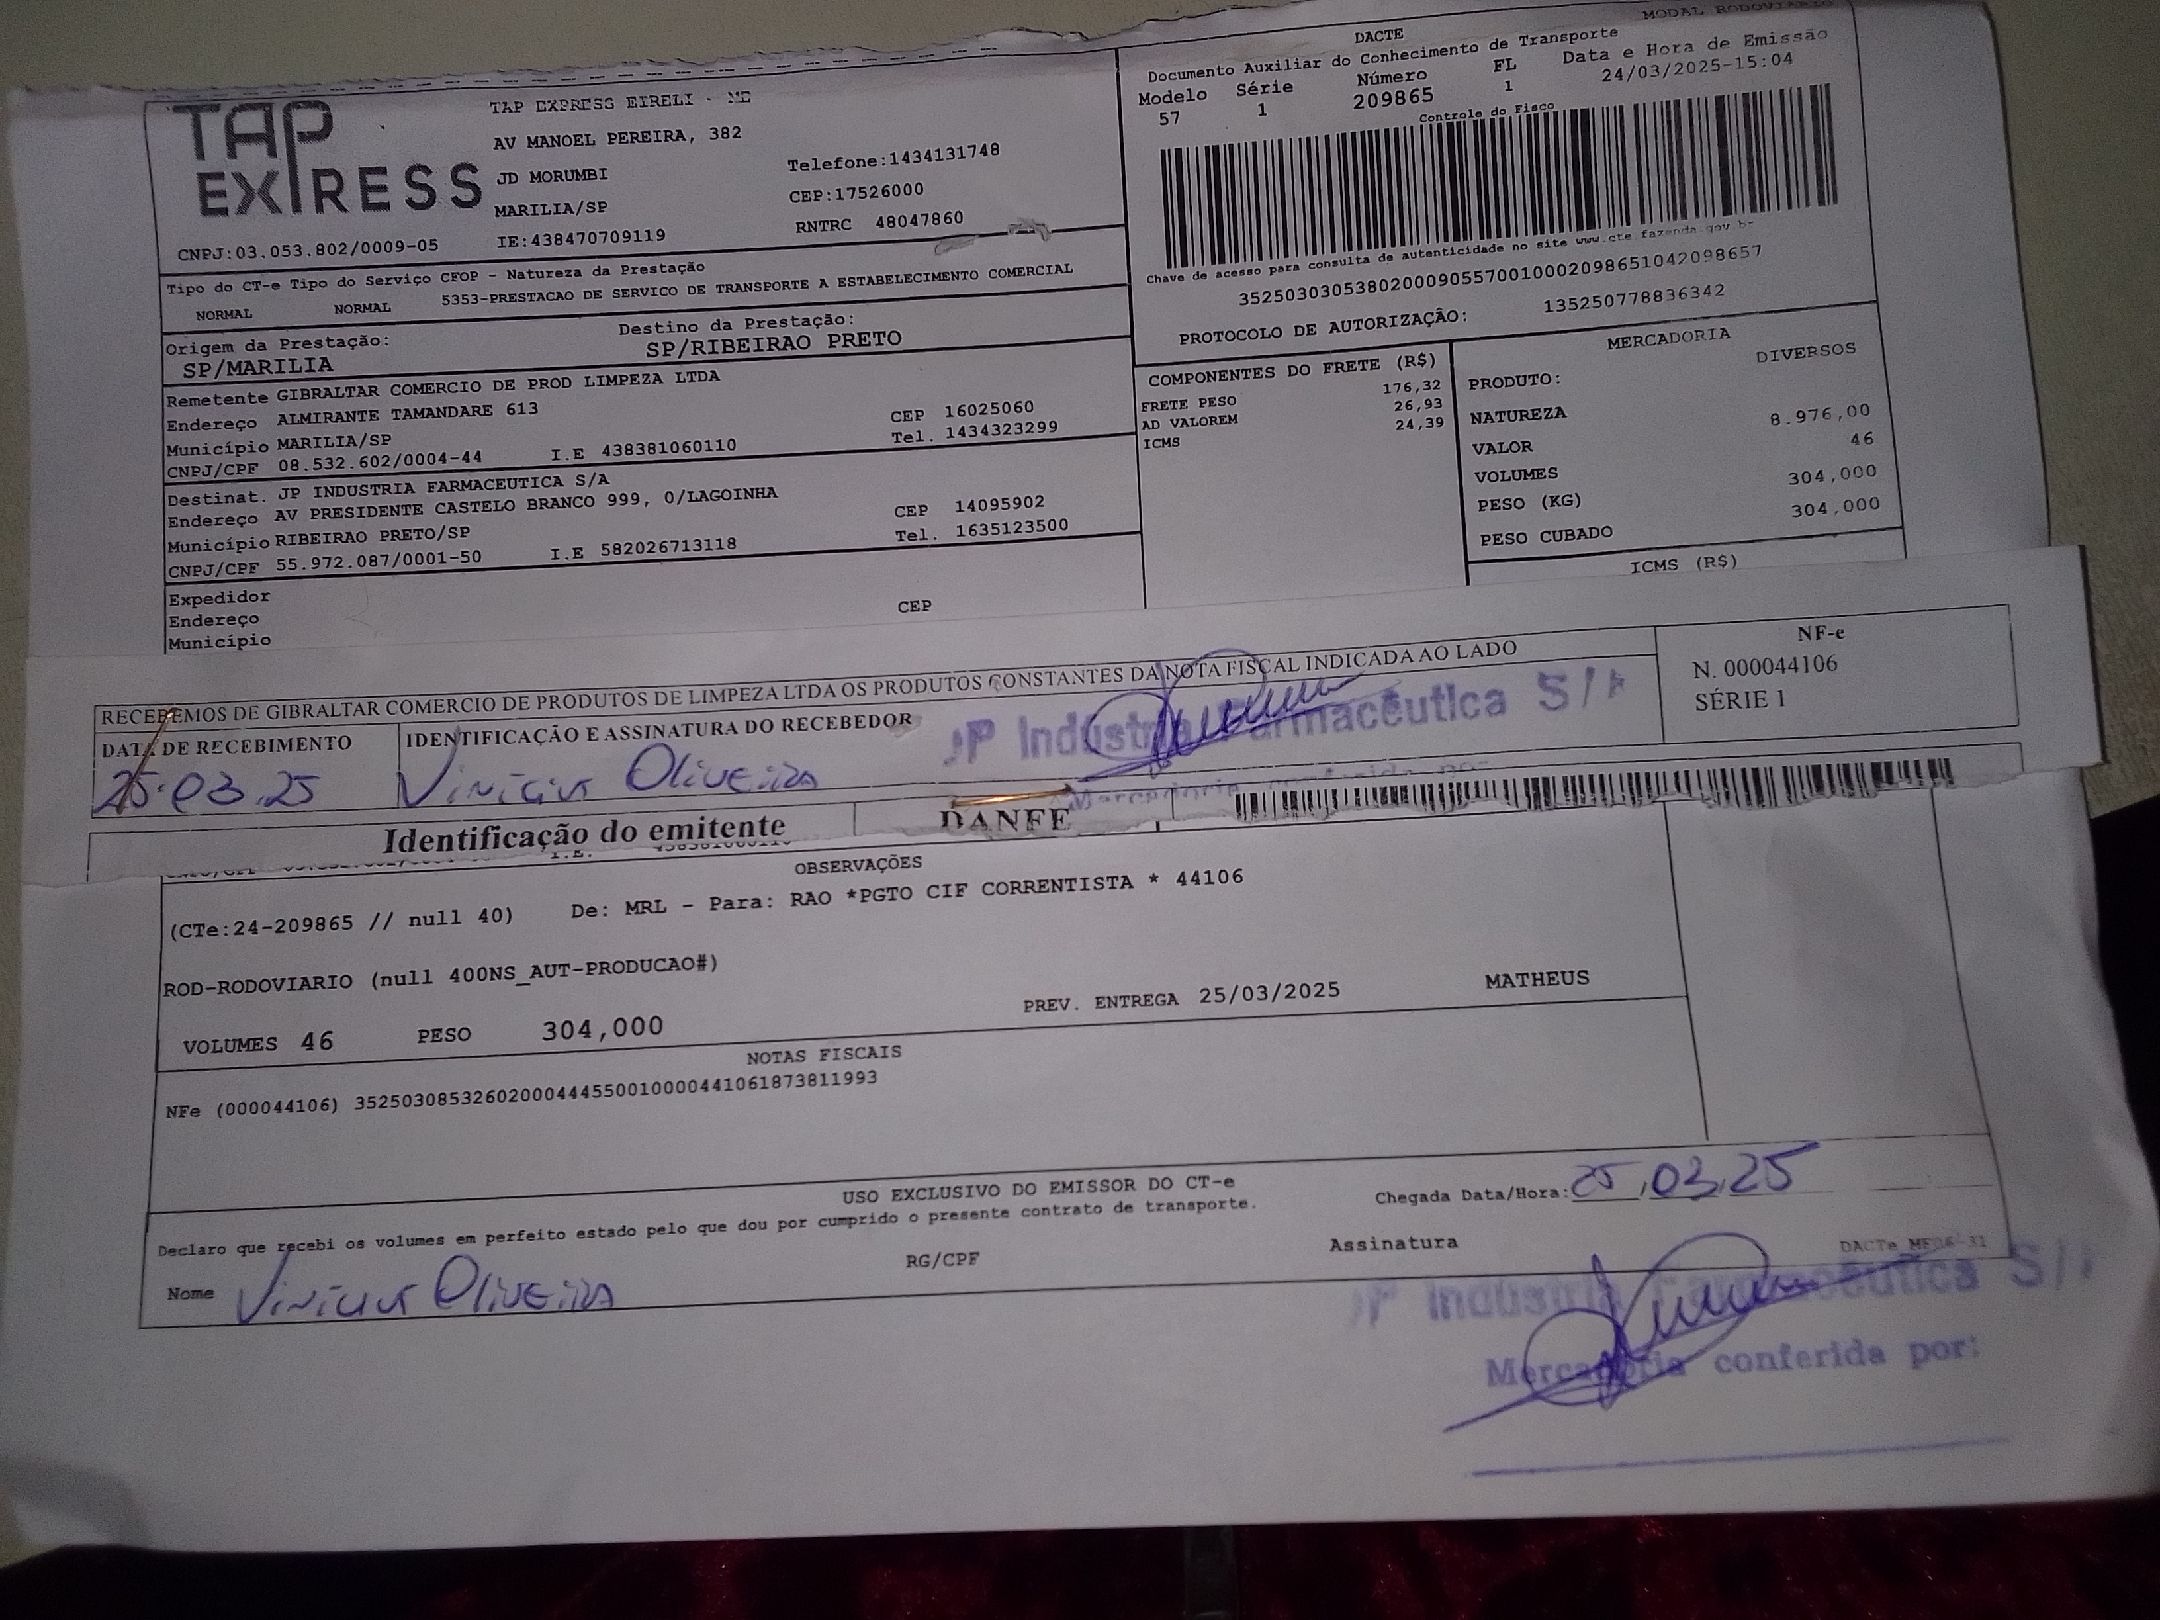 MODAL RODOVIARIO
DACTE
Documento Auxiliar do Conhecimento de Transporte
Modelo Série Número FL Data e Hora de Emissão
57 1 209865 1 24/03/2025-15:04
Controle do Fisco
TAP EXPRESS
TAP EXPRESS EIRELI - ME
AV MANOEL PEREIRA, 382
JD MORUMBI Telefone:1434131748
MARILIA/SP CEP:17526000
CNPJ:03.053.802/0009-05 IE:438470709119 RNTRC 48047860
Chave de acesso para consulta de autenticidade no site www.cte.fazenda.gov.br
35250303053802000905570010002098651042098657
PROTOCOLO DE AUTORIZAÇÃO: 135250778836342
Tipo do CT-e Tipo do Serviço CFOP - Natureza da Prestação
NORMAL NORMAL 5353-PRESTACAO DE SERVICO DE TRANSPORTE A ESTABELECIMENTO COMERCIAL
Origem da Prestação: Destino da Prestação:
SP/MARILIA SP/RIBEIRAO PRETO
Remetente GIBRALTAR COMERCIO DE PROD LIMPEZA LTDA
Endereço ALMIRANTE TAMANDARE 613 CEP 16025060
Município MARILIA/SP Tel. 1434323299
CNPJ/CPF 08.532.602/0004-44 I.E 438381060110
Destinat. JP INDUSTRIA FARMACEUTICA S/A
Endereço AV PRESIDENTE CASTELO BRANCO 999, 0/LAGOINHA CEP 14095902
Município RIBEIRAO PRETO/SP Tel. 1635123500
CNPJ/CPF 55.972.087/0001-50 I.E 582026713118
Expedidor
Endereço CEP
Município
COMPONENTES DO FRETE (R$)
FRETE PESO 176,32
AD VALOREM 26,93
ICMS 24,39
MERCADORIA
PRODUTO: DIVERSOS
NATUREZA
VALOR 8.976,00
VOLUMES 46
PESO (KG) 304,000
PESO CUBADO 304,000
ICMS (R$)
RECEBEMOS DE GIBRALTAR COMERCIO DE PRODUTOS DE LIMPEZA LTDA OS PRODUTOS CONSTANTES DA NOTA FISCAL INDICADA AO LADO
NF-e
N. 000044106
SÉRIE 1
DATA DE RECEBIMENTO IDENTIFICAÇÃO E ASSINATURA DO RECEBEDOR
25.03.25 Vinicius Oliveira
JP Indústria Farmacêutica S/A
Mercadoria conferida por:
Identificação do emitente DANFE
OBSERVAÇÕES
(CTe:24-209865 // null 40) De: MRL - Para: RAO *PGTO CIF CORRENTISTA * 44106
ROD-RODOVIARIO (null 400NS_AUT-PRODUCAO#)
VOLUMES 46 PESO 304,000 PREV. ENTREGA 25/03/2025 MATHEUS
NOTAS FISCAIS
NFe (000044106) 35250308532602000444550010000441061873811993
USO EXCLUSIVO DO EMISSOR DO CT-e
Declaro que recebi os volumes em perfeito estado pelo que dou por cumprido o presente contrato de transporte.
Chegada Data/Hora: 25,03,25
Nome Vinicius Oliveira RG/CPF Assinatura
JP Indústria Farmacêutica S/A
Mercadoria conferida por: